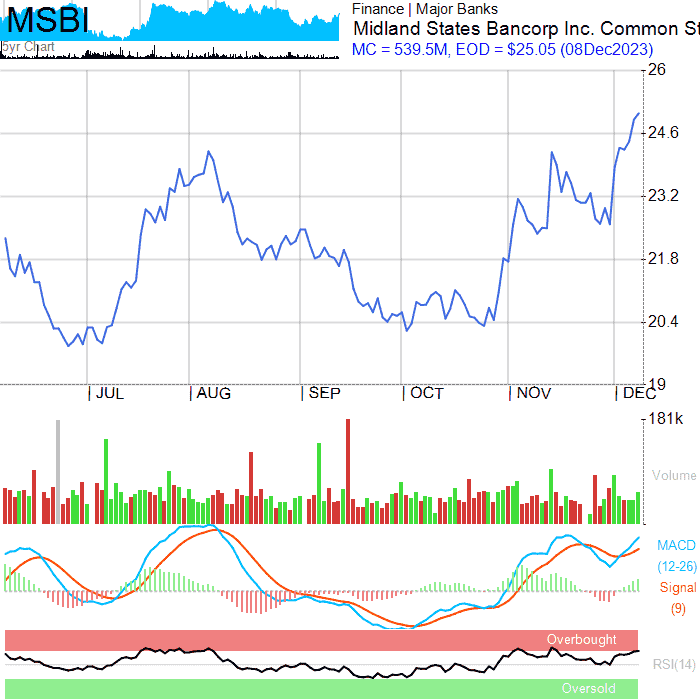 MSBI
5yr Chart
Finance | Major Banks
Midland States Bancorp Inc. Common St
MC = 539.5M, EOD = $25.05 (08Dec2023)
26
24.6
23.2
21.8
20.4
19
JUL AUG SEP OCT NOV DEC
181k
Volume
MACD
(12-26)
Signal
(9)
Overbought
RSI(14)
Oversold